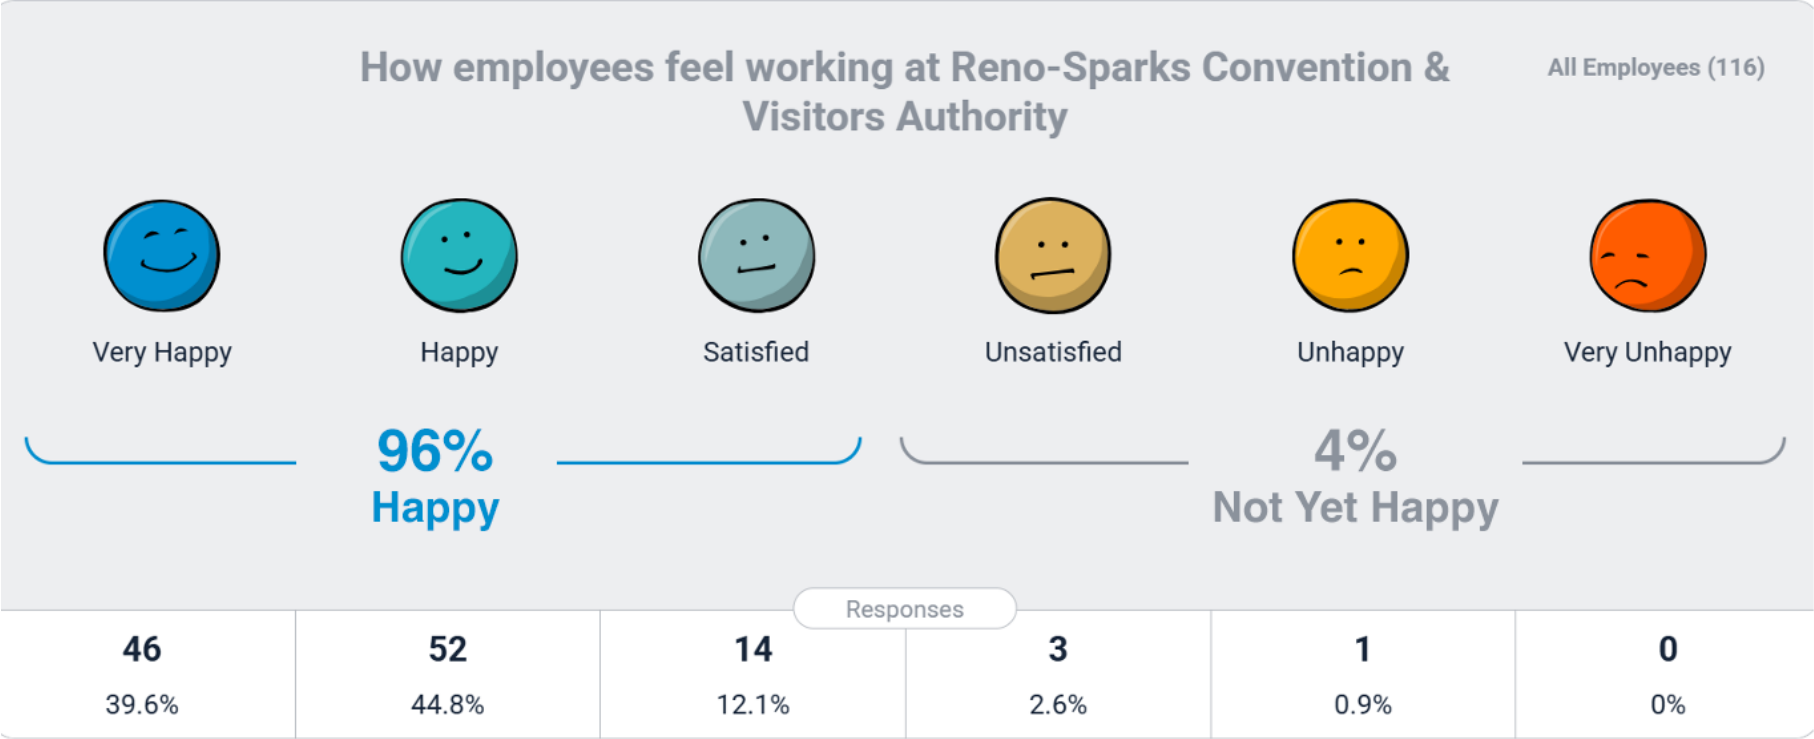 How employees feel working at Reno-Sparks Convention &
Visitors Authority
All Employees (116)
Very Happy
Happy
Satisfied
Unsatisfied
Unhappy
Very Unhappy
96%
Happy
4%
Not Yet Happy
Responses
46
52
14
3
1
0
39.6%
44.8%
12.1%
2.6%
0.9%
0%